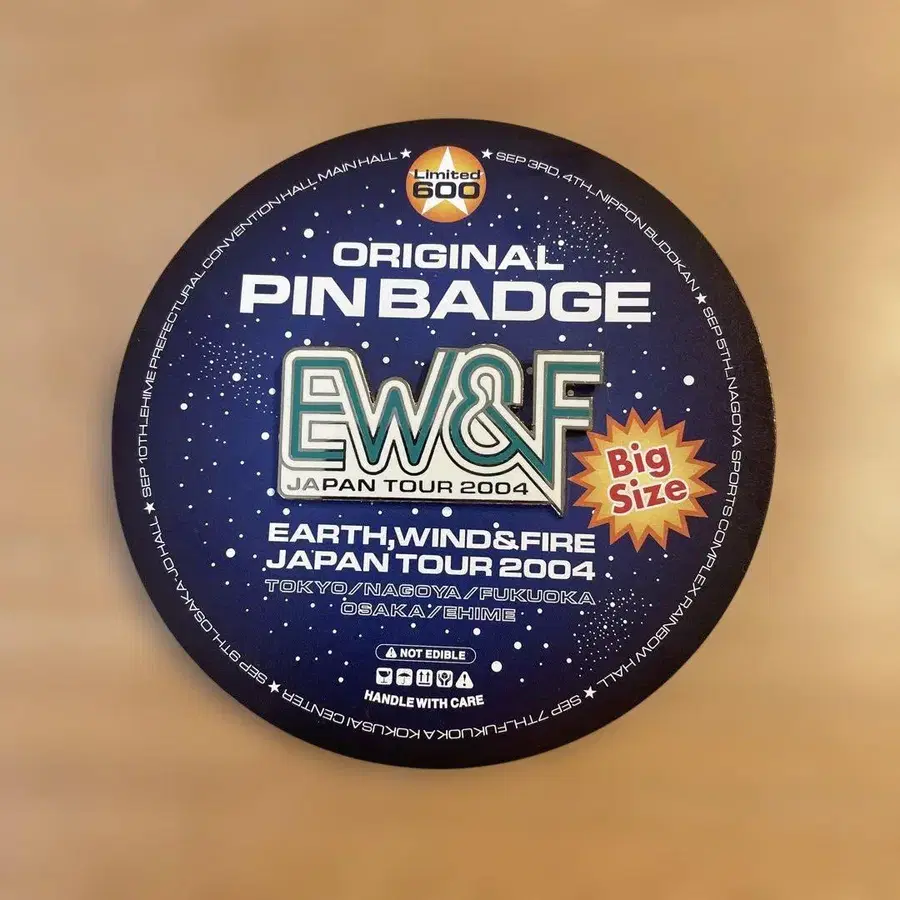 Limited
600
ORIGINAL
PIN BADGE
EW&F
JAPAN TOUR 2004
Big
Size
EARTH,WIND&FIRE
JAPAN TOUR 2004
TOKYO/NAGOYA/FUKUOKA
OSAKA/EHIME
⚠ NOT EDIBLE
HANDLE WITH CARE
★ SEP 3RD, 4TH_NIPPON BUDOKAN ★ SEP 5TH_NAGOYA SPORTS COMPLEX RAINBOW HALL ★ SEP 7TH_FUKUOKA KOKUSAI CENTER ★ SEP 9TH_OSAKA-JO HALL ★ SEP 10TH_EHIME PREFECTURAL CONVENTION HALL MAIN HALL